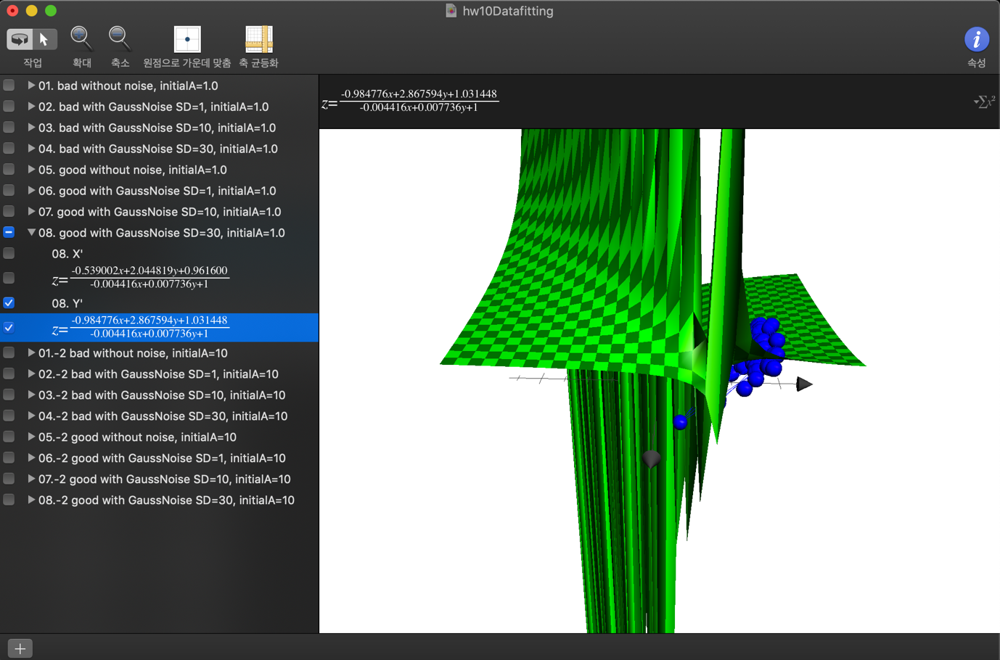 hw10Datafitting
작업
확대
축소
원점으로 가운데 맞춤
축 균등화
i
속성
01. bad without noise, initialA=1.0
02. bad with GaussNoise SD=1, initialA=1.0
03. bad with GaussNoise SD=10, initialA=1.0
04. bad with GaussNoise SD=30, initialA=1.0
05. good without noise, initialA=1.0
06. good with GaussNoise SD=1, initialA=1.0
07. good with GaussNoise SD=10, initialA=1.0
08. good with GaussNoise SD=30, initialA=1.0
08. X'
-0.539002x+2.044819y+0.961600
z=
-0.004416x+0.007736y+1
08. Y'
-0.984776x+2.867594y+1.031448
z=
-0.004416x+0.007736y+1
01.-2 bad without noise, initialA=10
02.-2 bad with GaussNoise SD=1, initialA=10
03.-2 bad with GaussNoise SD=10, initialA=10
04.-2 bad with GaussNoise SD=30, initialA=10
05.-2 good without noise, initialA=10
06.-2 good with GaussNoise SD=1, initialA=10
07.-2 good with GaussNoise SD=10, initialA=10
08.-2 good with GaussNoise SD=30, initialA=10
-0.984776x+2.867594y+1.031448
z=
-0.004416x+0.007736y+1
∑x²